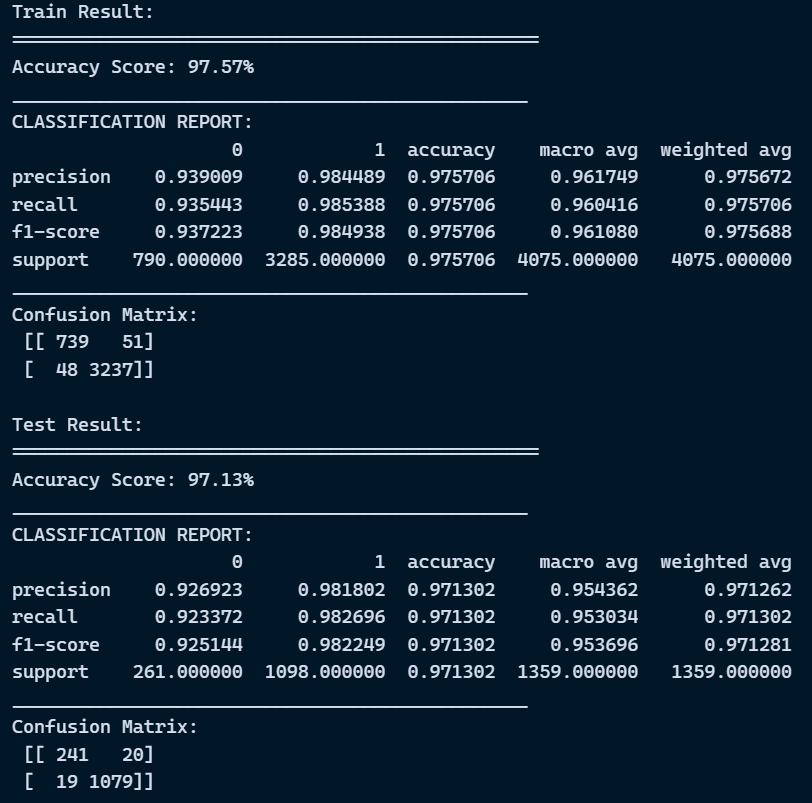 Train Result:
================================================
Accuracy Score: 97.57%
_______________________________________________
CLASSIFICATION REPORT:
                    0            1  accuracy    macro avg  weighted avg
precision    0.939009     0.984489  0.975706     0.961749      0.975672
recall       0.935443     0.985388  0.975706     0.960416      0.975706
f1-score     0.937223     0.984938  0.975706     0.961080      0.975688
support    790.000000  3285.000000  0.975706  4075.000000   4075.000000
_______________________________________________
Confusion Matrix:
 [[ 739   51]
 [  48 3237]]

Test Result:
================================================
Accuracy Score: 97.13%
_______________________________________________
CLASSIFICATION REPORT:
                    0            1  accuracy    macro avg  weighted avg
precision    0.926923     0.981802  0.971302     0.954362      0.971262
recall       0.923372     0.982696  0.971302     0.953034      0.971302
f1-score     0.925144     0.982249  0.971302     0.953696      0.971281
support    261.000000  1098.000000  0.971302  1359.000000   1359.000000
_______________________________________________
Confusion Matrix:
 [[ 241   20]
 [  19 1079]]